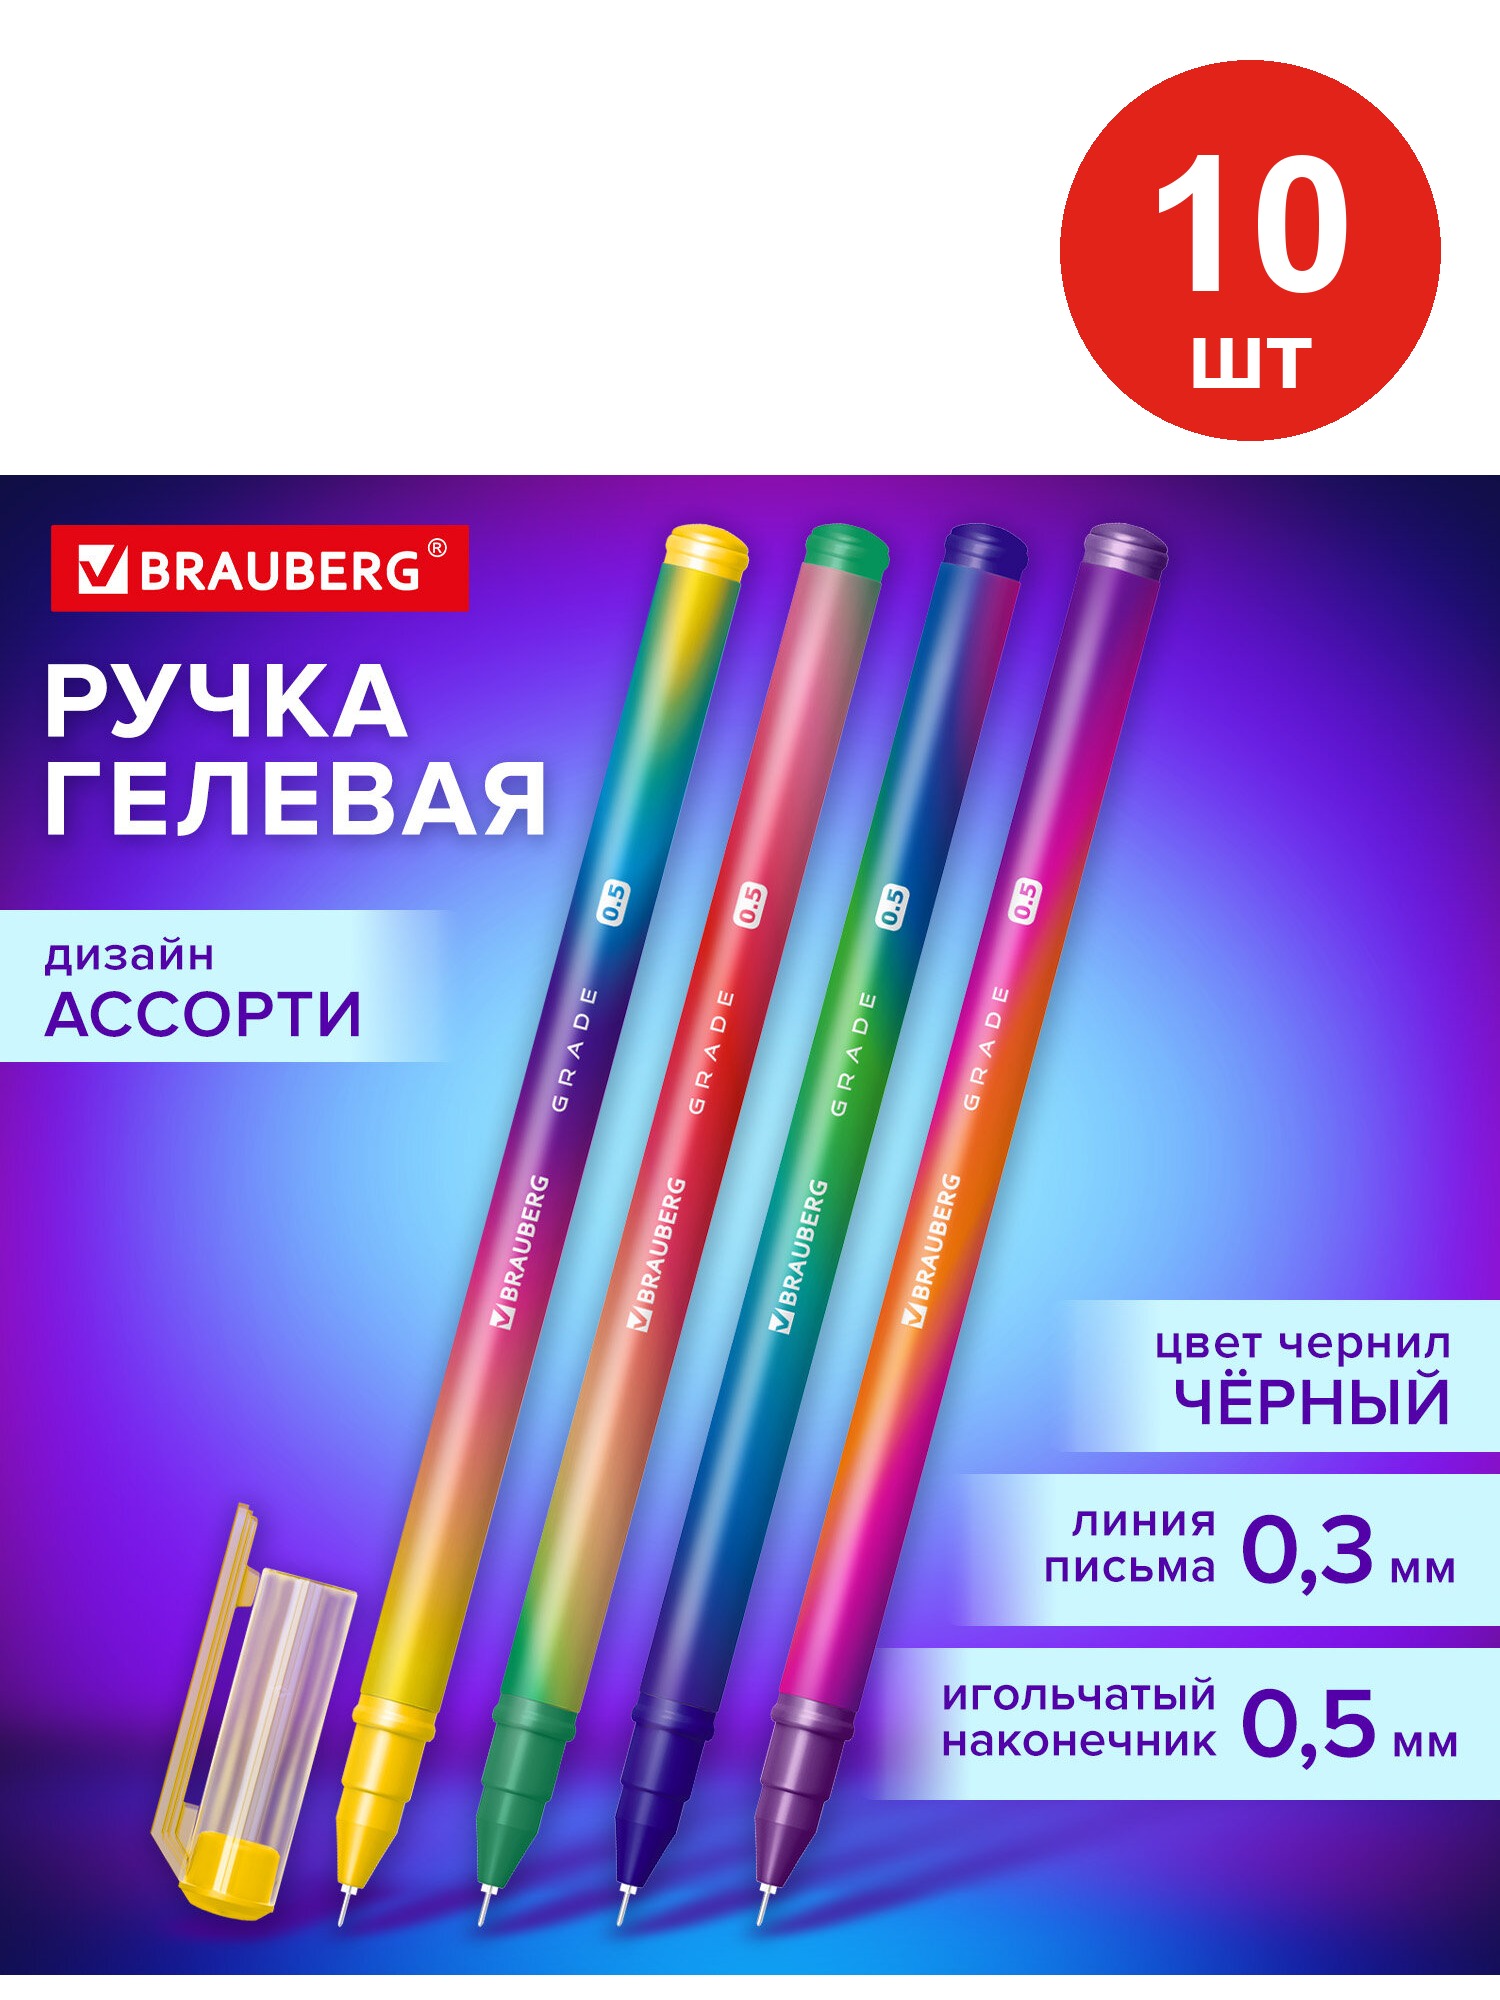 10
шт
BRAUBERG®
РУЧКА
ГЕЛЕВАЯ
дизайн
АССОРТИ
BRAUBERG GRADE 0.5
BRAUBERG GRADE 0.5
BRAUBERG GRADE 0.5
BRAUBERG GRADE 0.5
цвет чернил
ЧЁРНЫЙ
линия
письма 0,3 мм
игольчатый
наконечник 0,5 мм